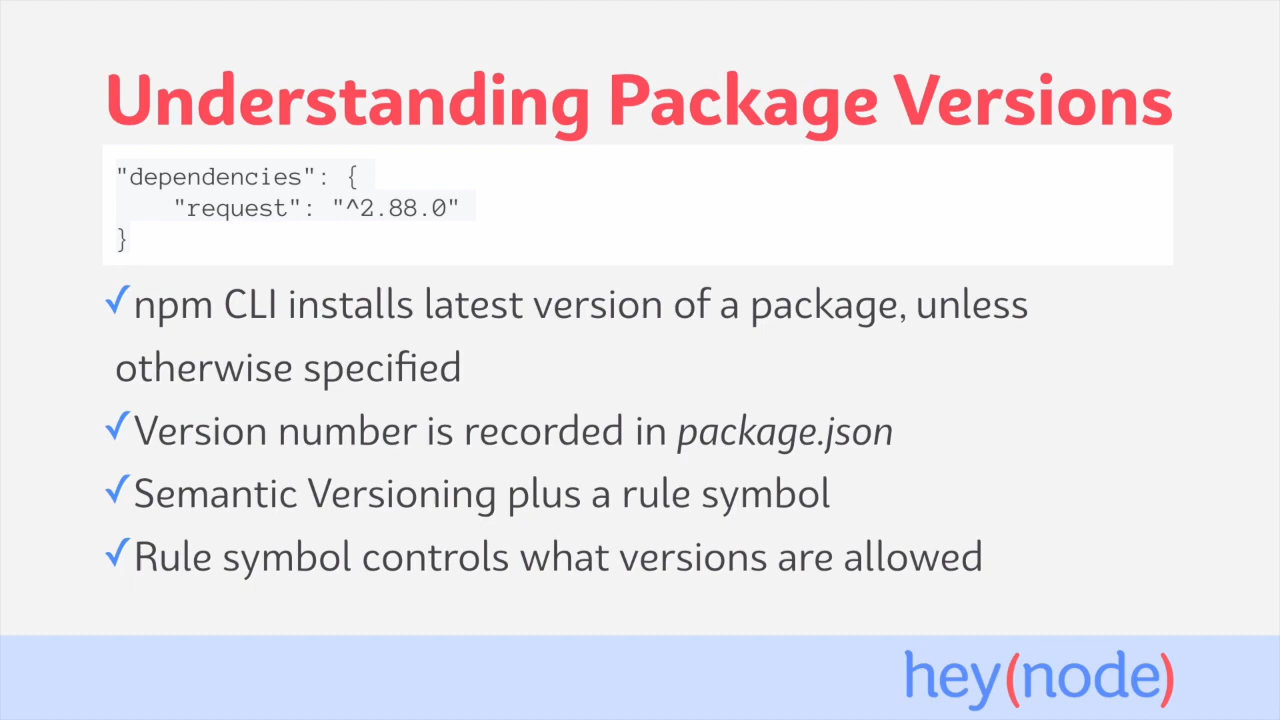 Understanding Package Versions
"dependencies": {
    "request": "^2.88.0"
}
✓npm CLI installs latest version of a package, unless
otherwise specified
✓Version number is recorded in package.json
✓Semantic Versioning plus a rule symbol
✓Rule symbol controls what versions are allowed
hey(node)